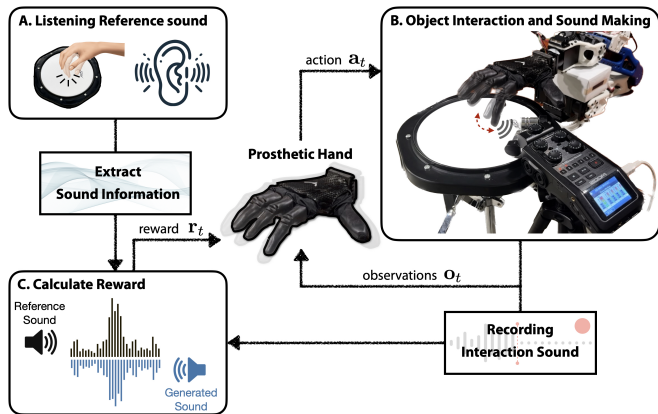 A. Listening Reference sound
B. Object Interaction and Sound Making
action a_t
Extract
Sound Information
Prosthetic Hand
reward r_t
observations o_t
C. Calculate Reward
Reference
Sound
Generated
Sound
Recording
Interaction Sound